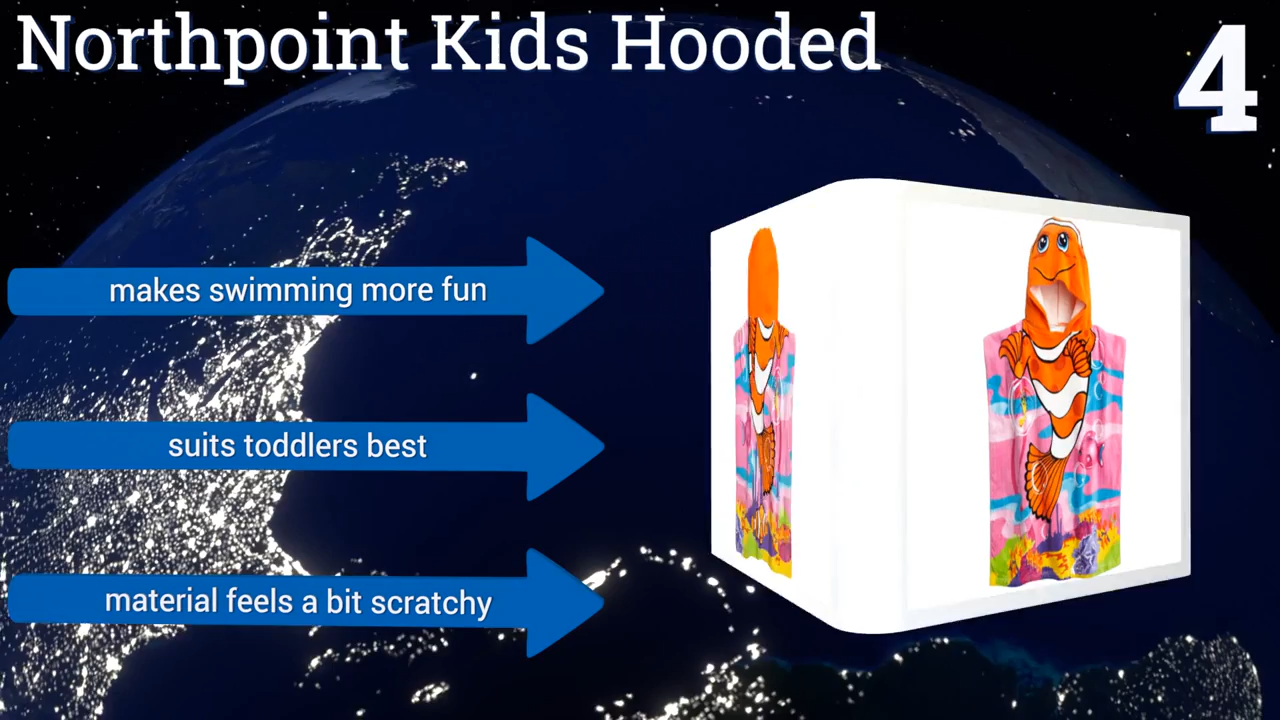 Northpoint Kids Hooded
4
makes swimming more fun
suits toddlers best
material feels a bit scratchy